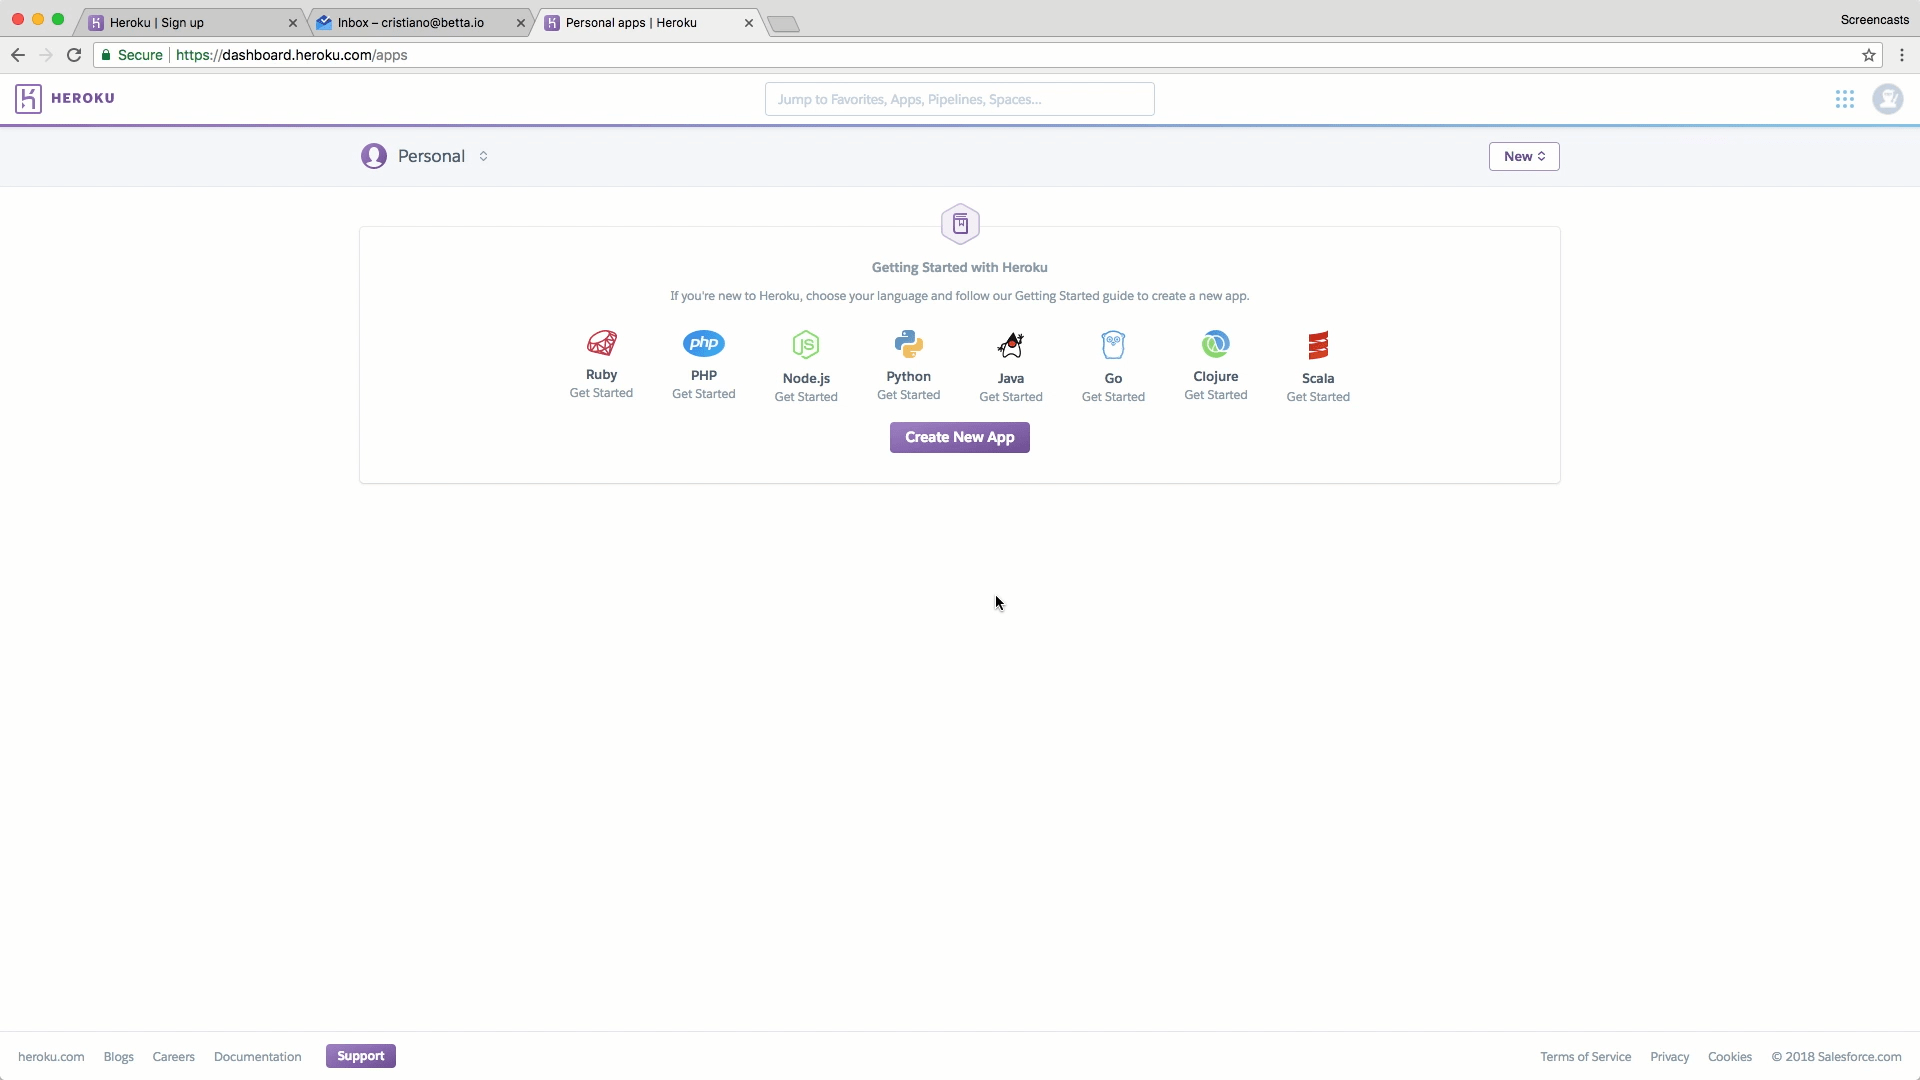 Heroku | Sign up
Inbox – cristiano@betta.io
Personal apps | Heroku
Screencasts
Secure
https://dashboard.heroku.com/apps
HEROKU
Jump to Favorites, Apps, Pipelines, Spaces...
Personal
New
Getting Started with Heroku
If you're new to Heroku, choose your language and follow our Getting Started guide to create a new app.
php
JS
Ruby
PHP
Node.js
Python
Java
Go
Clojure
Scala
Get Started
Get Started
Get Started
Get Started
Get Started
Get Started
Get Started
Get Started
Create New App
heroku.com
Blogs
Careers
Documentation
Support
Terms of Service
Privacy
Cookies
© 2018 Salesforce.com